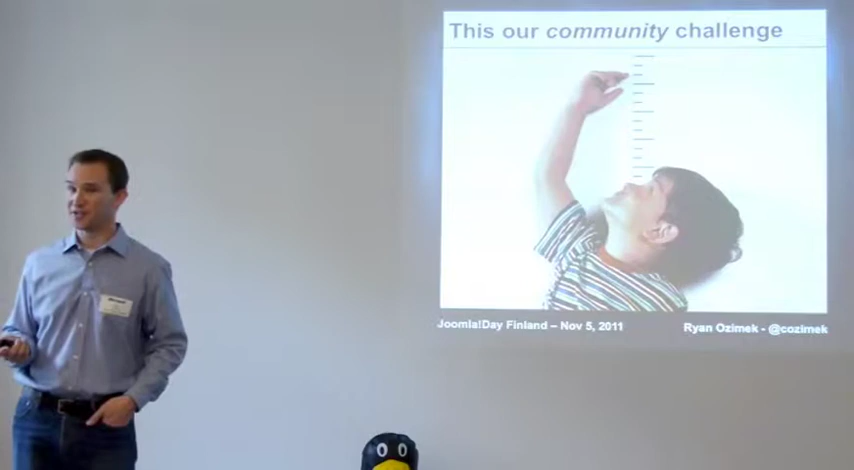 This our community challenge
Joomla!Day Finland – Nov 5, 2011
Ryan Ozimek - @cozimek